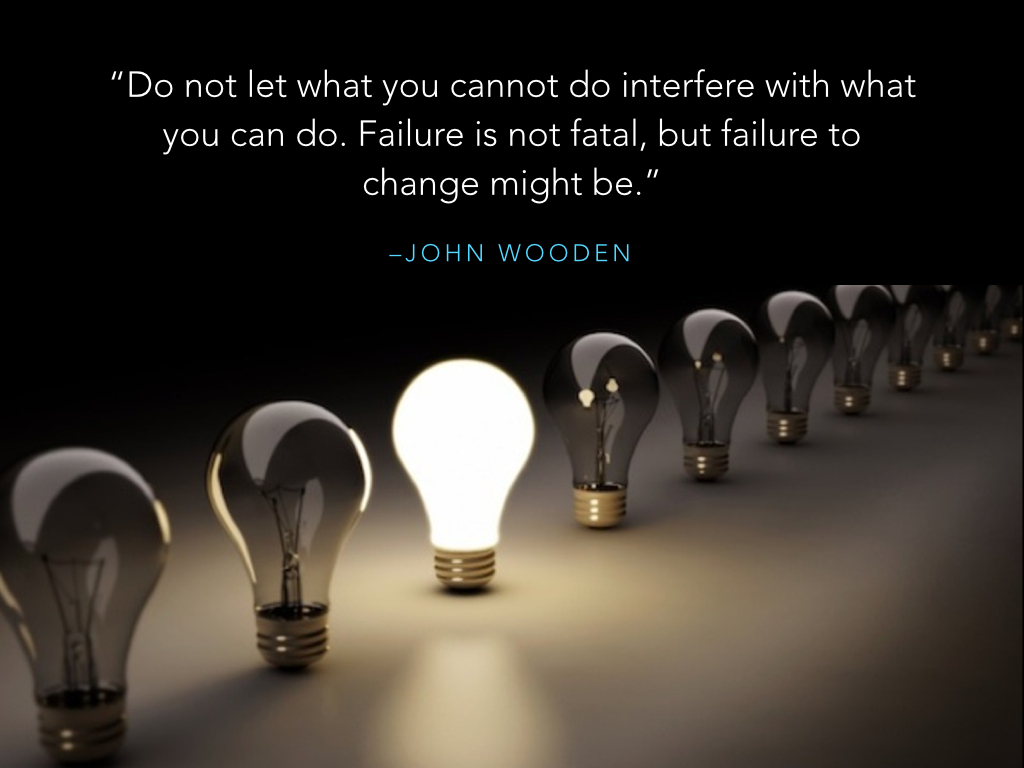 “Do not let what you cannot do interfere with what
you can do. Failure is not fatal, but failure to
change might be.”
–JOHN WOODEN